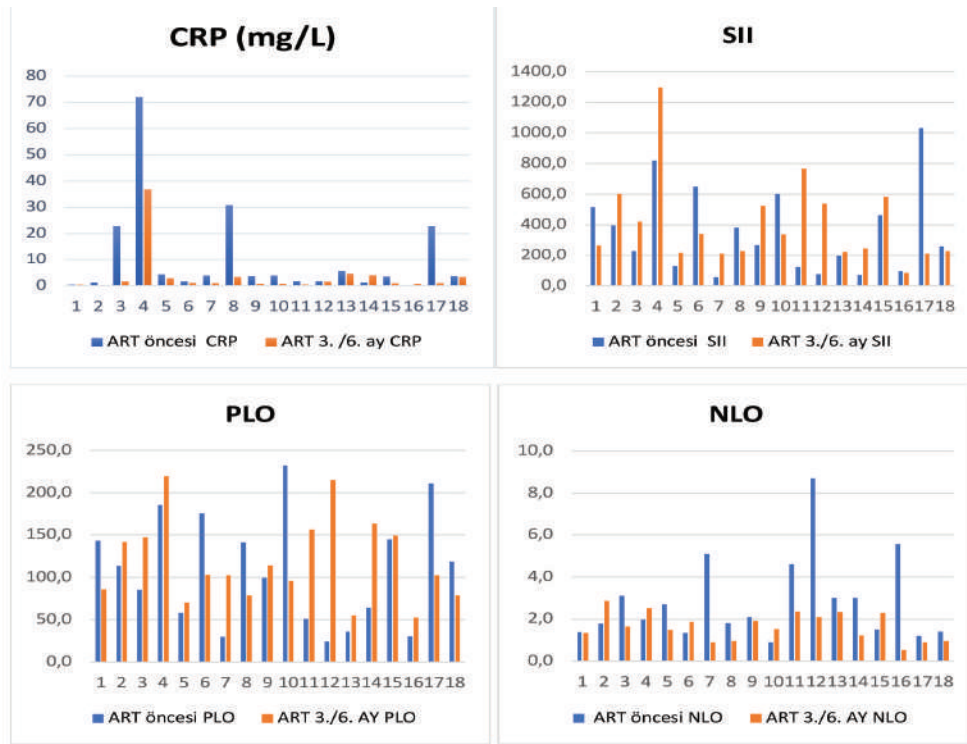 CRP (mg/L)
80
70
60
50
40
30
20
10
0
1 2 3 4 5 6 7 8 9 10 11 12 13 14 15 16 17 18
ART öncesi CRP ART 3. /6. ay CRP
SII
1400,0
1200,0
1000,0
800,0
600,0
400,0
200,0
0,0
1 2 3 4 5 6 7 8 9 10 11 12 13 14 15 16 17 18
ART öncesi SII ART 3./6. ay SII
PLO
250,0
200,0
150,0
100,0
50,0
0,0
1 2 3 4 5 6 7 8 9 10 11 12 13 14 15 16 17 18
ART öncesi PLO ART 3./6. AY PLO
NLO
10,0
8,0
6,0
4,0
2,0
0,0
1 2 3 4 5 6 7 8 9 10 11 12 13 14 15 16 17 18
ART öncesi NLO ART 3./6. AY NLO